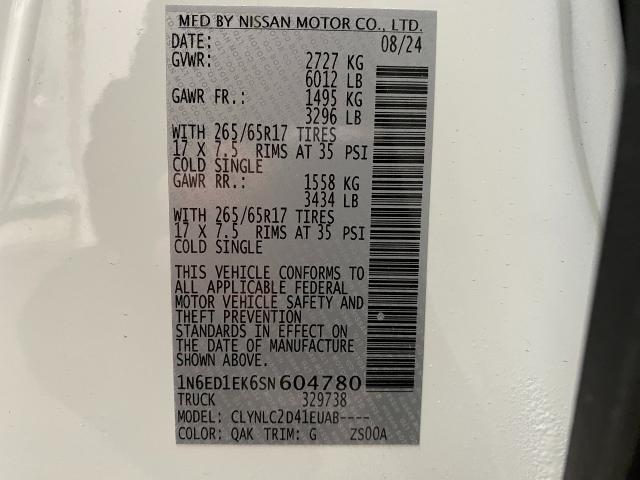 MFD BY NISSAN MOTOR CO., LTD.
DATE: 08/24
GVWR: 2727 KG
6012 LB
GAWR FR.: 1495 KG
3296 LB
WITH 265/65R17 TIRES
17 X 7.5 RIMS AT 35 PSI
COLD SINGLE
GAWR RR.: 1558 KG
3434 LB
WITH 265/65R17 TIRES
17 X 7.5 RIMS AT 35 PSI
COLD SINGLE
THIS VEHICLE CONFORMS TO
ALL APPLICABLE FEDERAL
MOTOR VEHICLE SAFETY AND
THEFT PREVENTION
STANDARDS IN EFFECT ON
THE DATE OF MANUFACTURE
SHOWN ABOVE.
1N6ED1EK6SN604780
TRUCK 329738
MODEL: CLYNLC2D41EUAB----
COLOR: QAK TRIM: G ZS00A